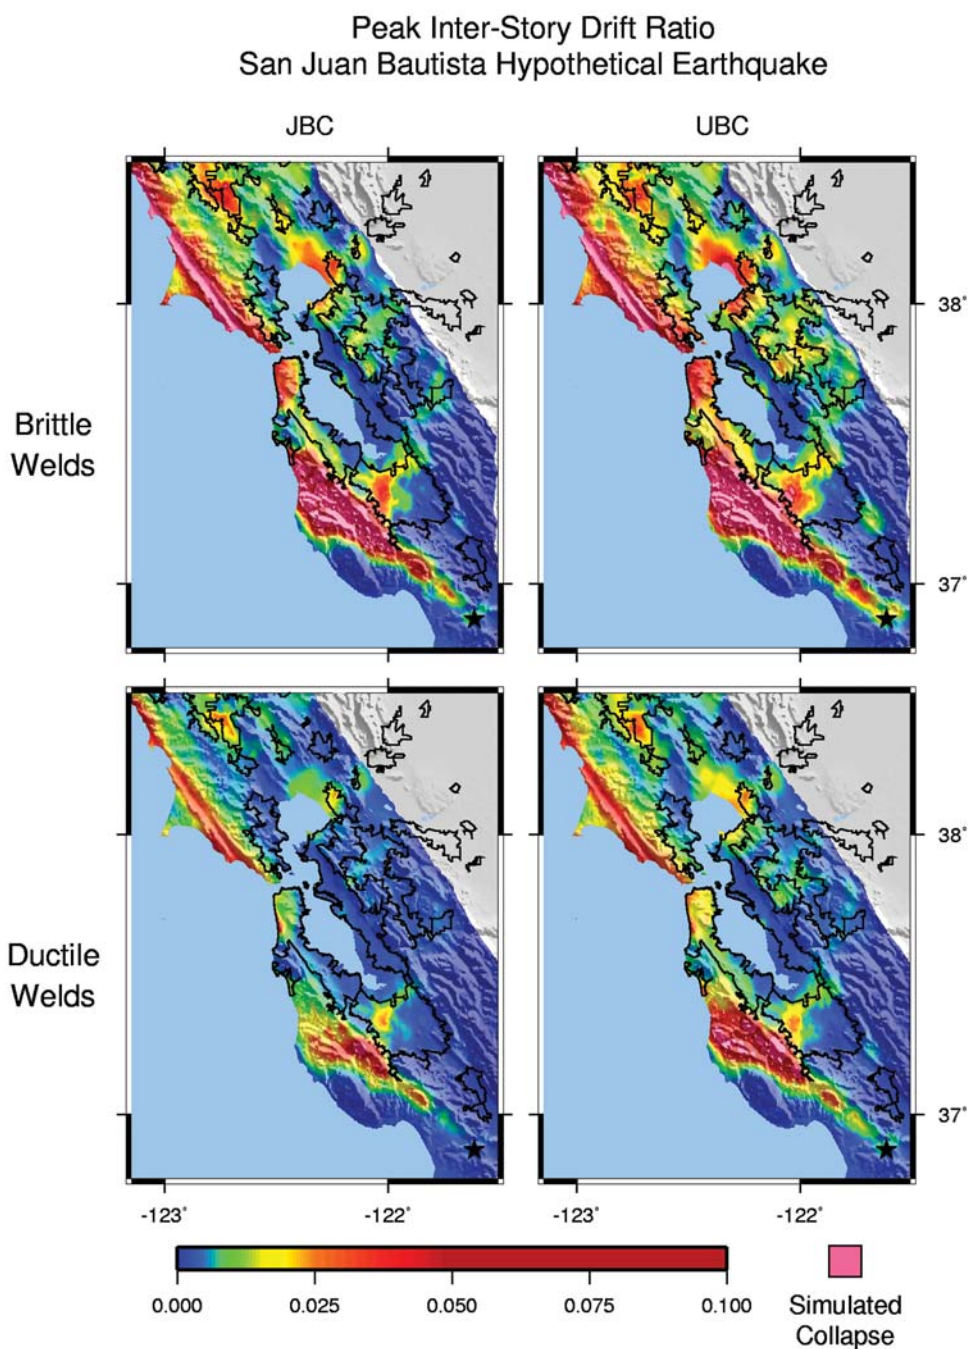 Peak Inter-Story Drift Ratio
San Juan Bautista Hypothetical Earthquake
JBC
UBC
Brittle
Welds
38˚
37˚
Ductile
Welds
38˚
37˚
-123˚
-122˚
-123˚
-122˚
0.000
0.025
0.050
0.075
0.100
Simulated
Collapse